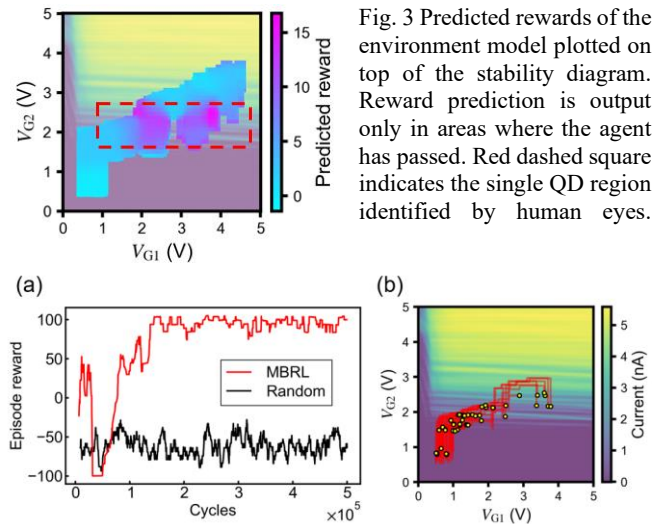 5
4
3
2
1
0
V_G2 (V)
0 1 2 3 4 5
V_G1 (V)
15
10
5
0
Predicted reward
Fig. 3 Predicted rewards of the
environment model plotted on
top of the stability diagram.
Reward prediction is output
only in areas where the agent
has passed. Red dashed square
indicates the single QD region
identified by human eyes.
(a)
100
50
0
−50
−100
Episode reward
MBRL
Random
0 1 2 3 4 5
Cycles
×10^5
(b)
5
4
3
2
1
0
V_G2 (V)
0 1 2 3 4 5
V_G1 (V)
5
4
3
2
1
0
Current (nA)